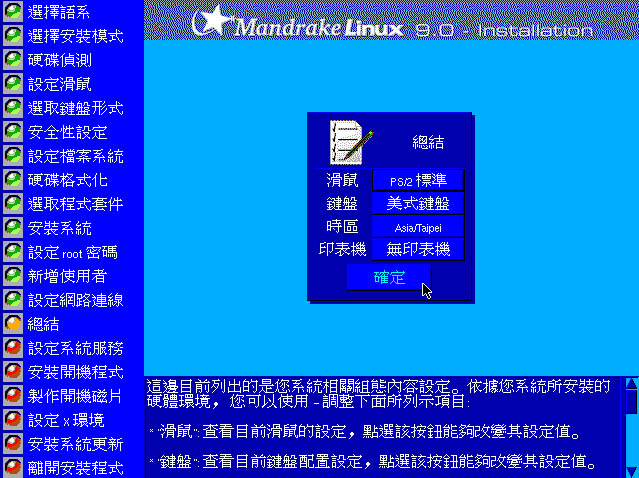 選擇語系
選擇安裝模式
硬碟偵測
設定滑鼠
選取鍵盤形式
安全性設定
設定檔案系統
硬碟格式化
選取程式套件
安裝系統
設定 root 密碼
新增使用者
設定網路連線
總結
設定系統服務
安裝開機程式
製作開機磁片
設定 X 環境
安裝系統更新
離開安裝程式
MandrakeLinux 9.0 - Installation
總結
滑鼠 PS/2 標準
鍵盤 美式鍵盤
時區 Asia/Taipei
印表機 無印表機
確定
這邊目前列出的是您系統相關組態內容設定。依據您系統所安裝的
硬體環境，您可以使用 - 調整下面所列示項目:
* "滑鼠": 查看目前滑鼠的設定，點選該按鈕能夠改變其設定值。
* "鍵盤": 查看目前鍵盤配置設定，點選該按鈕能夠改變其設定值。